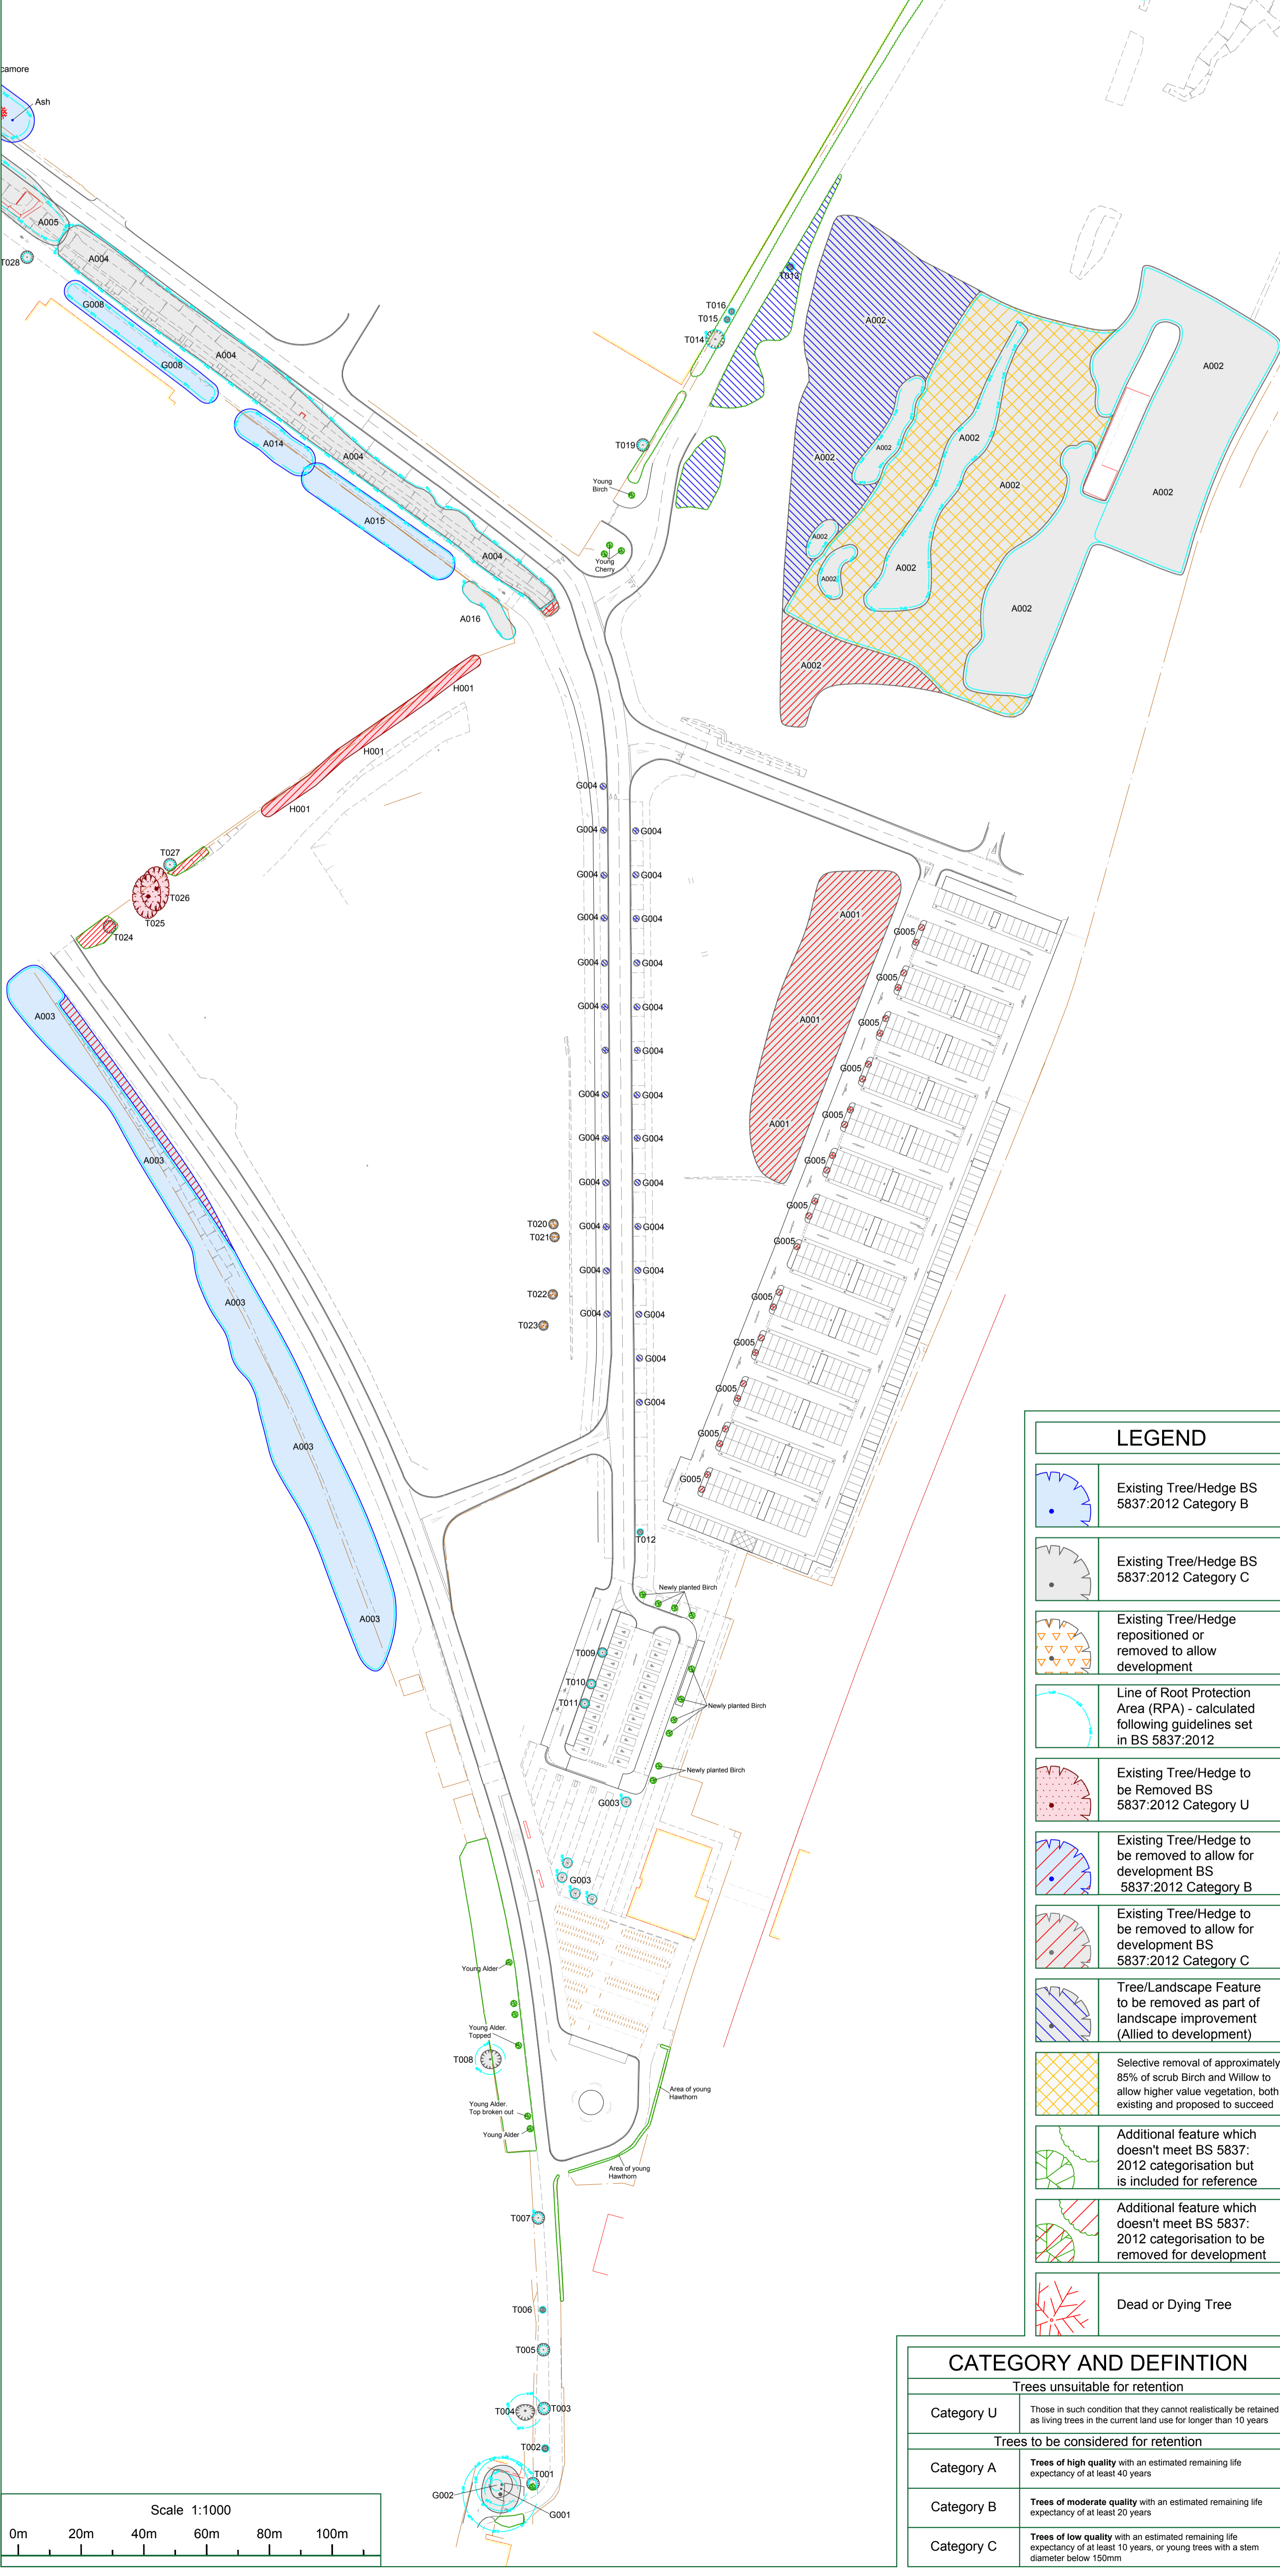 camore
Ash
A005
A004
T028
G008
A004
G008
T013
T016
T015
T014
A002
A002
A014
A004
T019
A002
A002
A002
A002
Young
Birch
A015
A002
A004
A002
Young
Cherry
A002
A002
A002
A016
A002
H001
H001
H001
G004
G004 G004
T027
G004 G004
T026
T025
T024
G004 G004
A001
G005
G004 G004
G005
G004 G004
A003
A001
G005
G004
G005
G004 G004
G005
A001
G004 G004
A003
G005
G004 G004
G005
T020
G004 G004
T021
G005
G004 G004
T022
G005
A003
G004 G004
T023
G005
G004
G005
G004
G005
A003
G005
T012
Newly planted Birch
A003
T009
T010
T011
Newly planted Birch
Newly planted Birch
G003
G003
Young Alder
Young Alder.
Topped
T008
Area of young
Hawthorn
Young Alder.
Top broken out
Young Alder
Area of young
Hawthorn
T007
T006
T005
T004
T003
T002
T001
G002
G001
LEGEND
Existing Tree/Hedge BS
5837:2012 Category B
Existing Tree/Hedge BS
5837:2012 Category C
Existing Tree/Hedge
repositioned or
removed to allow
development
Line of Root Protection
Area (RPA) - calculated
following guidelines set
in BS 5837:2012
Existing Tree/Hedge to
be Removed BS
5837:2012 Category U
Existing Tree/Hedge to
be removed to allow for
development BS
5837:2012 Category B
Existing Tree/Hedge to
be removed to allow for
development BS
5837:2012 Category C
Tree/Landscape Feature
to be removed as part of
landscape improvement
(Allied to development)
Selective removal of approximately
85% of scrub Birch and Willow to
allow higher value vegetation, both
existing and proposed to succeed
Additional feature which
doesn't meet BS 5837:
2012 categorisation but
is included for reference
Additional feature which
doesn't meet BS 5837:
2012 categorisation to be
removed for development
Dead or Dying Tree
CATEGORY AND DEFINTION
Trees unsuitable for retention
Category U
Those in such condition that they cannot realistically be retained
as living trees in the current land use for longer than 10 years
Trees to be considered for retention
Category A
Trees of high quality with an estimated remaining life
expectancy of at least 40 years
Category B
Trees of moderate quality with an estimated remaining life
expectancy of at least 20 years
Category C
Trees of low quality with an estimated remaining life
expectancy of at least 10 years, or young trees with a stem
diameter below 150mm
Scale 1:1000
0m 20m 40m 60m 80m 100m